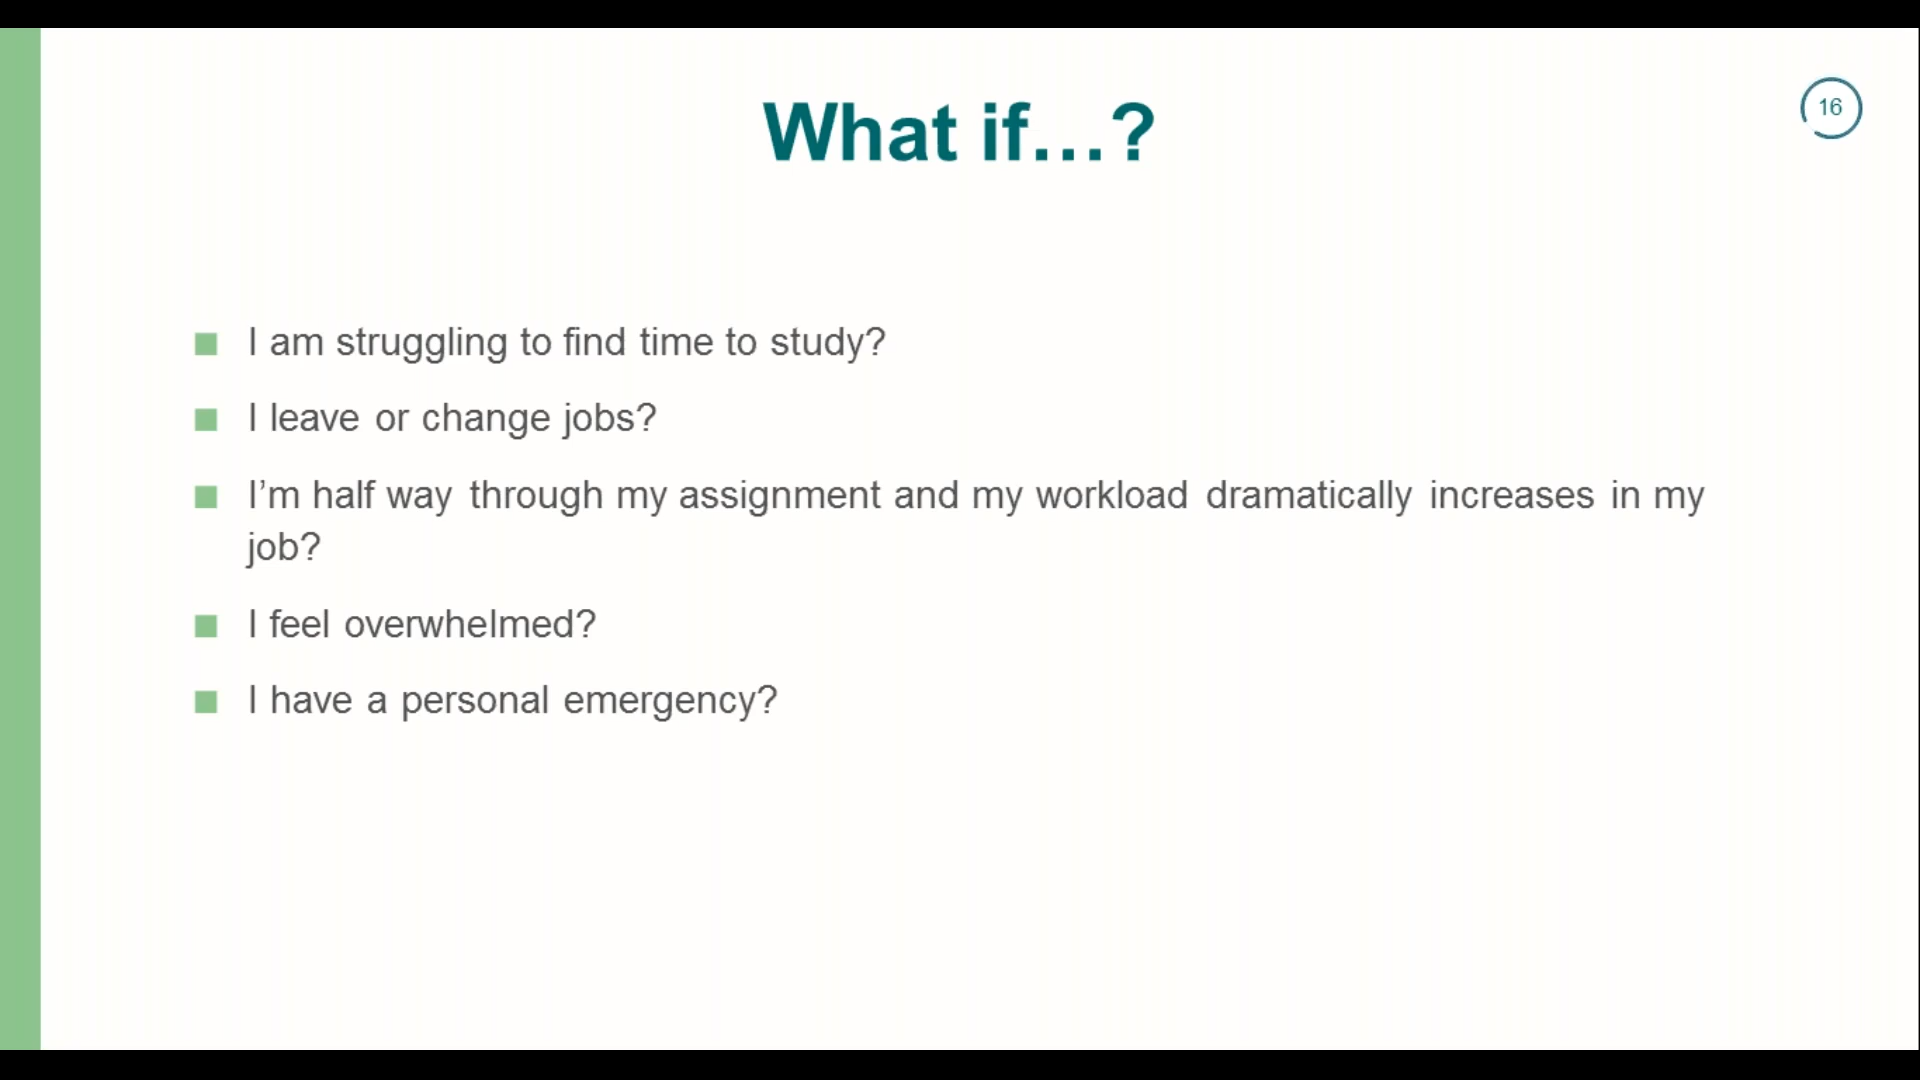 What if…?
16
I am struggling to find time to study?
I leave or change jobs?
I’m half way through my assignment and my workload dramatically increases in my
job?
I feel overwhelmed?
I have a personal emergency?